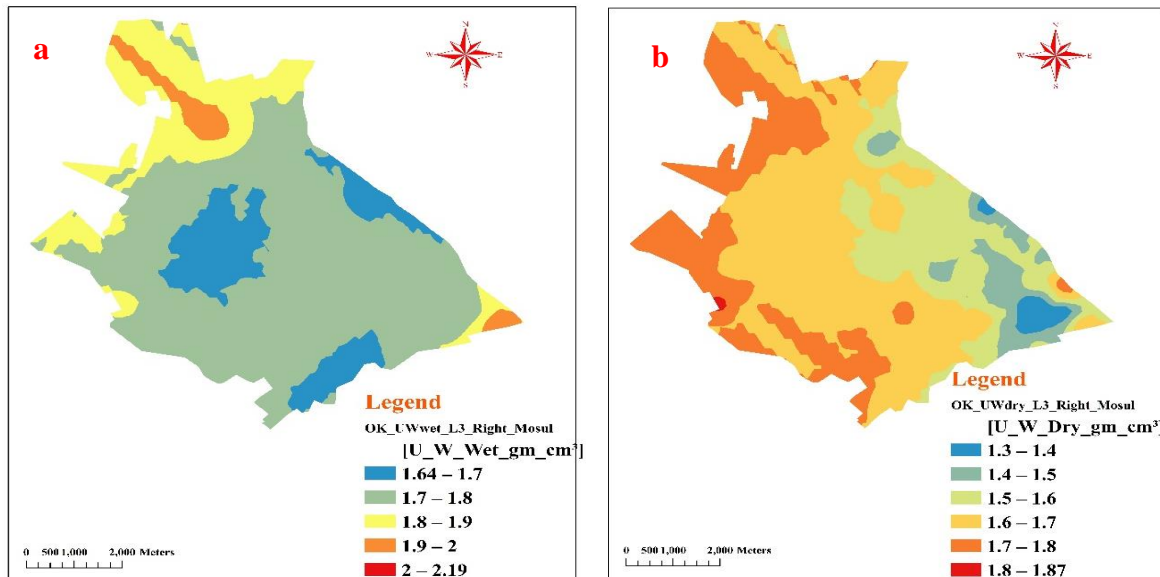 a
N
W E
S
Legend
OK_UWwet_L3_Right_Mosul
[U_W_Wet_gm_cm³]
1.64 – 1.7
1.7 – 1.8
1.8 – 1.9
1.9 – 2
2 – 2.19
0 500 1,000 2,000 Meters
b
N
W E
S
Legend
OK_UWdry_L3_Right_Mosul
[U_W_Dry_gm_cm³]
1.3 – 1.4
1.4 – 1.5
1.5 – 1.6
1.6 – 1.7
1.7 – 1.8
1.8 – 1.87
0 500 1,000 2,000 Meters